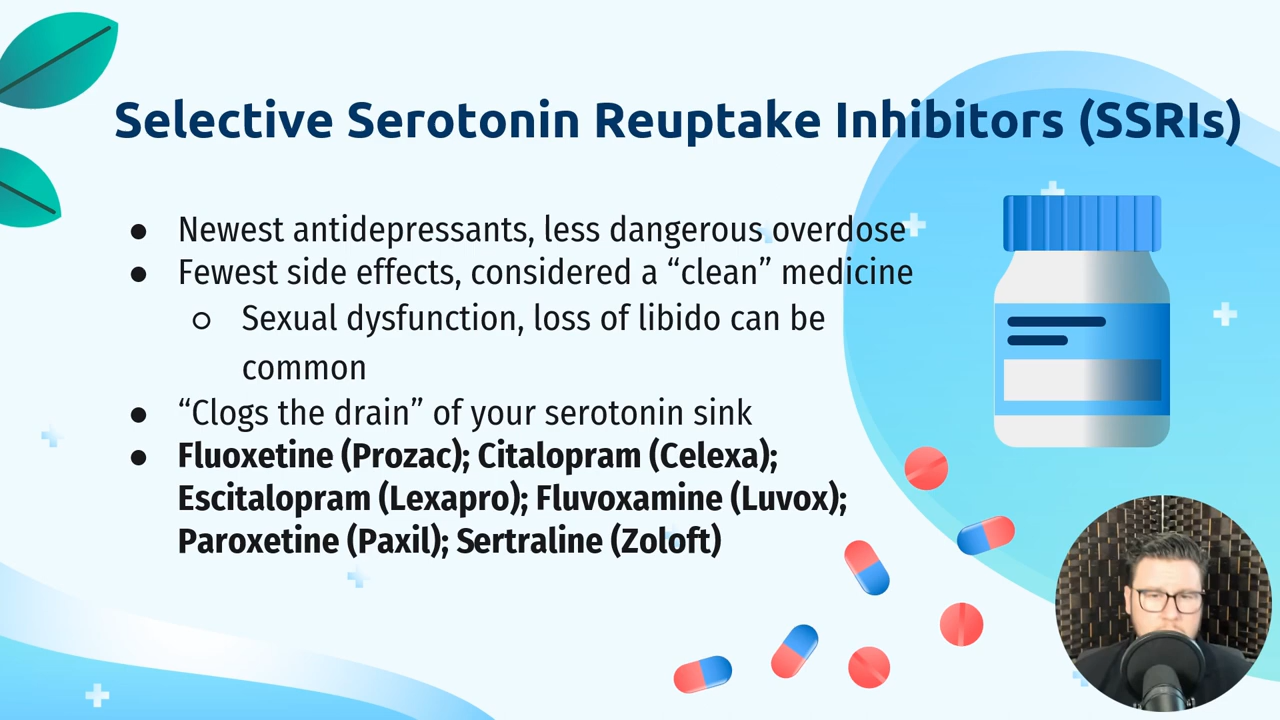 Selective Serotonin Reuptake Inhibitors (SSRIs)
● Newest antidepressants, less dangerous overdose
● Fewest side effects, considered a “clean” medicine
○ Sexual dysfunction, loss of libido can be
common
● “Clogs the drain” of your serotonin sink
● Fluoxetine (Prozac); Citalopram (Celexa);
Escitalopram (Lexapro); Fluvoxamine (Luvox);
Paroxetine (Paxil); Sertraline (Zoloft)